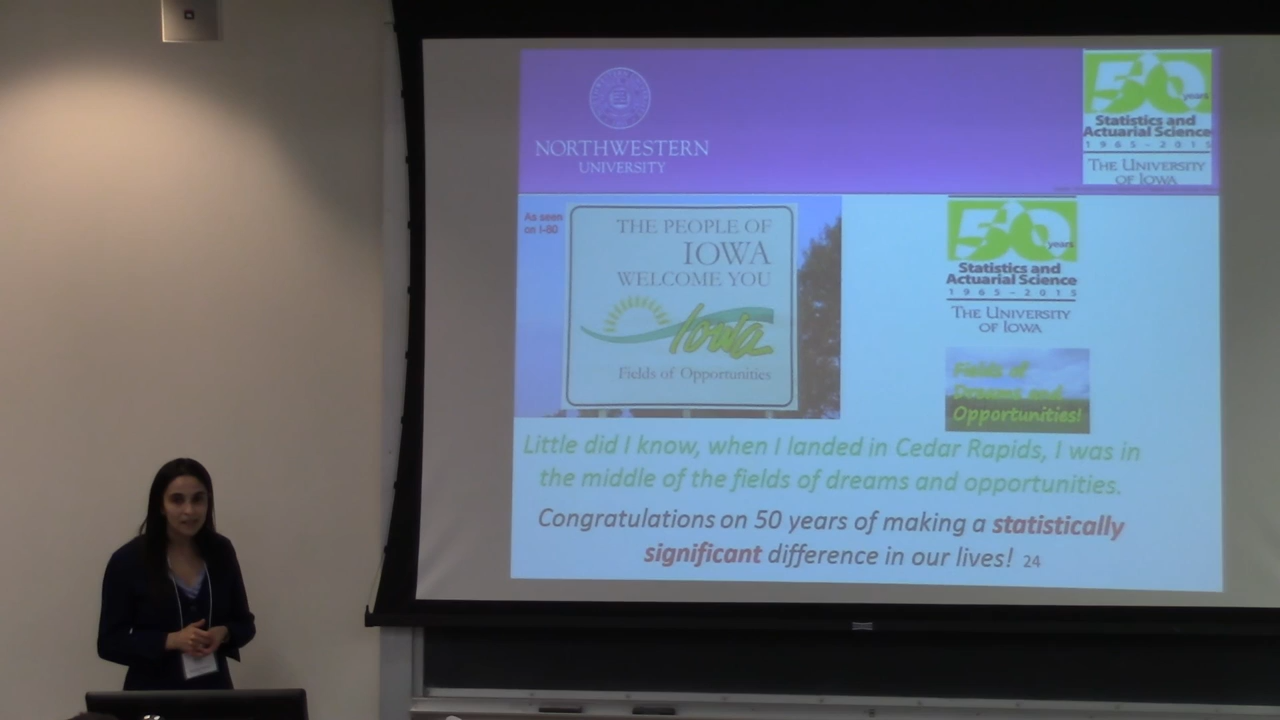 NORTHWESTERN
UNIVERSITY
50
years
Statistics and
Actuarial Science
1965-2015
THE UNIVERSITY
OF IOWA
As seen
on I-80
THE PEOPLE OF
IOWA
WELCOME YOU
Iowa
Fields of Opportunities
50
years
Statistics and
Actuarial Science
1965-2015
THE UNIVERSITY
OF IOWA
Fields of
Dreams and
Opportunities!
Little did I know, when I landed in Cedar Rapids, I was in
the middle of the fields of dreams and opportunities.
Congratulations on 50 years of making a statistically
significant difference in our lives! 24